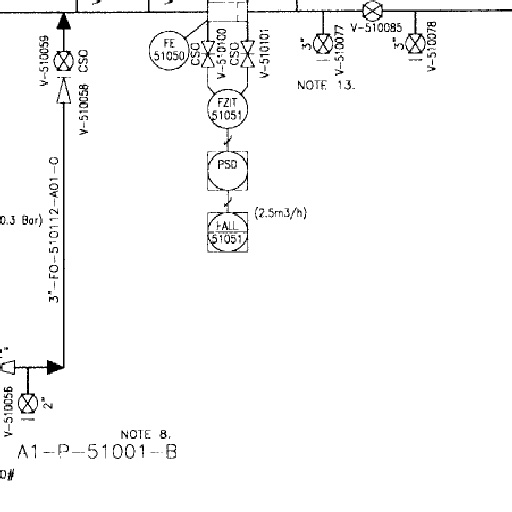 V-510085
FE
51050
CSO
V-510100
CSO
V-510101
3"
V-510077
3"
V-510078
V-510059
CSO
V-510058
NOTE 13.
FZIT
51051
PSD
FALL
51051
(2.5m3/h)
0.3 Bar)
3"-FO-510112-A01-0
V-510056
2"
NOTE 8.
A1-P-51001-B
0#